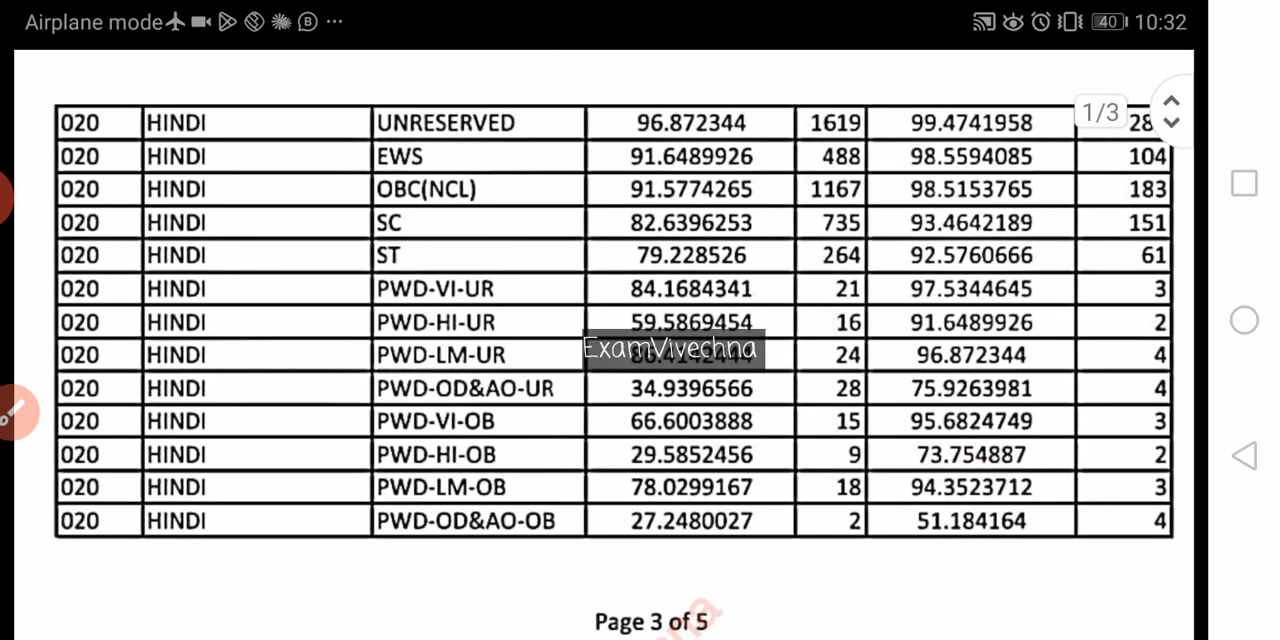 Airplane mode 40 10:32
1/3
020 HINDI UNRESERVED 96.872344 1619 99.4741958
020 HINDI EWS 91.6489926 488 98.5594085 104
020 HINDI OBC(NCL) 91.5774265 1167 98.5153765 183
020 HINDI SC 82.6396253 735 93.4642189 151
020 HINDI ST 79.228526 264 92.5760666 61
020 HINDI PWD-VI-UR 84.1684341 21 97.5344645 3
020 HINDI PWD-HI-UR 59.5869454 16 91.6489926 2
ExamVivechna
020 HINDI PWD-LM-UR 24 96.872344 4
020 HINDI PWD-OD&AO-UR 34.9396566 28 75.9263981 4
020 HINDI PWD-VI-OB 66.6003888 15 95.6824749 3
020 HINDI PWD-HI-OB 29.5852456 9 73.754887 2
020 HINDI PWD-LM-OB 78.0299167 18 94.3523712 3
020 HINDI PWD-OD&AO-OB 27.2480027 2 51.184164 4
Page 3 of 5